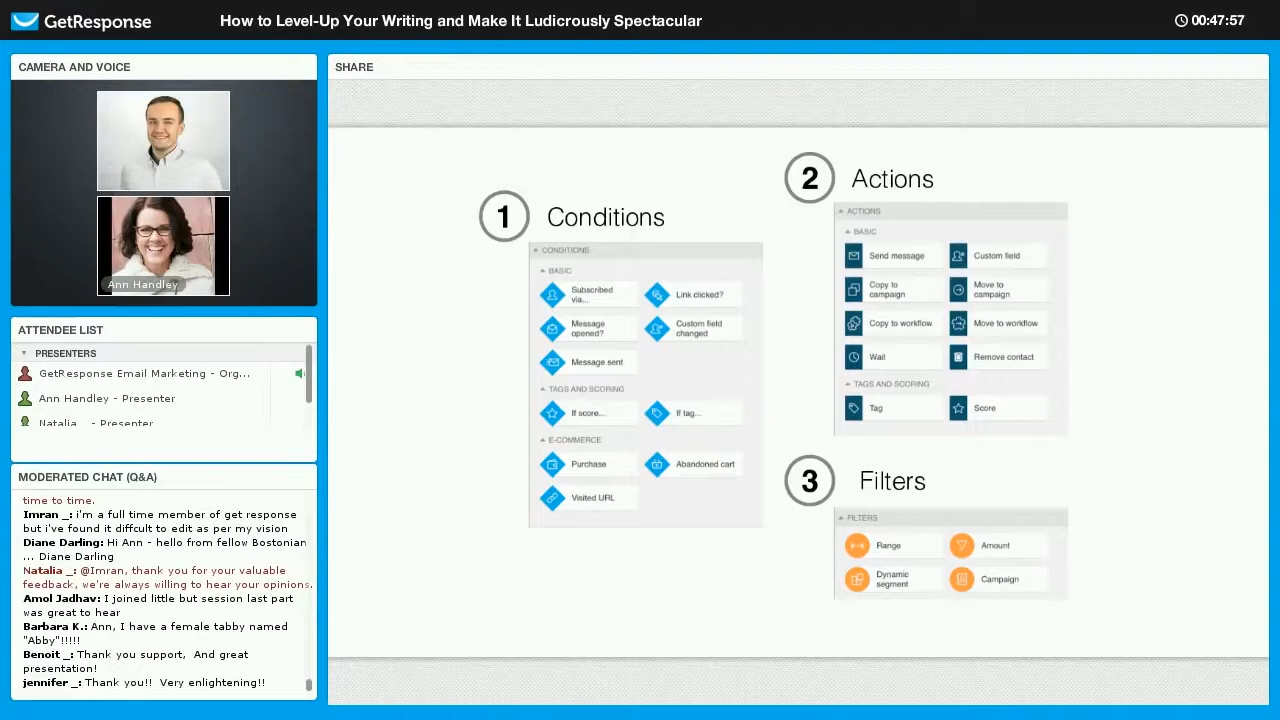 GetResponse
How to Level-Up Your Writing and Make It Ludicrously Spectacular
00:47:57
CAMERA AND VOICE
Ann Handley
ATTENDEE LIST
PRESENTERS
GetResponse Email Marketing - Org...
Ann Handley - Presenter
Natalia _ - Presenter
MODERATED CHAT (Q&A)
time to time.
Imran _: i'm a full time member of get response
but i've found it diffcult to edit as per my vision
Diane Darling: Hi Ann - hello from fellow Bostonian
... Diane Darling
Natalia _: @Imran, thank you for your valuable
feedback, we're always willing to hear your opinions.
Amol Jadhav: I joined little but session last part
was great to hear
Barbara K.: Ann, I have a female tabby named
"Abby"!!!!!
Benoit _: Thank you support,  And great
presentation!
jennifer _: Thank you!!  Very enlightening!!
SHARE
1 Conditions
CONDITIONS
BASIC
Subscribed
via...
Link clicked?
Message
opened?
Custom field
changed
Message sent
TAGS AND SCORING
If score...
If tag...
E-COMMERCE
Purchase
Abandoned cart
Visited URL
2 Actions
ACTIONS
BASIC
Send message
Custom field
Copy to
campaign
Move to
campaign
Copy to workflow
Move to workflow
Wait
Remove contact
TAGS AND SCORING
Tag
Score
3 Filters
FILTERS
Range
Amount
Dynamic
segment
Campaign